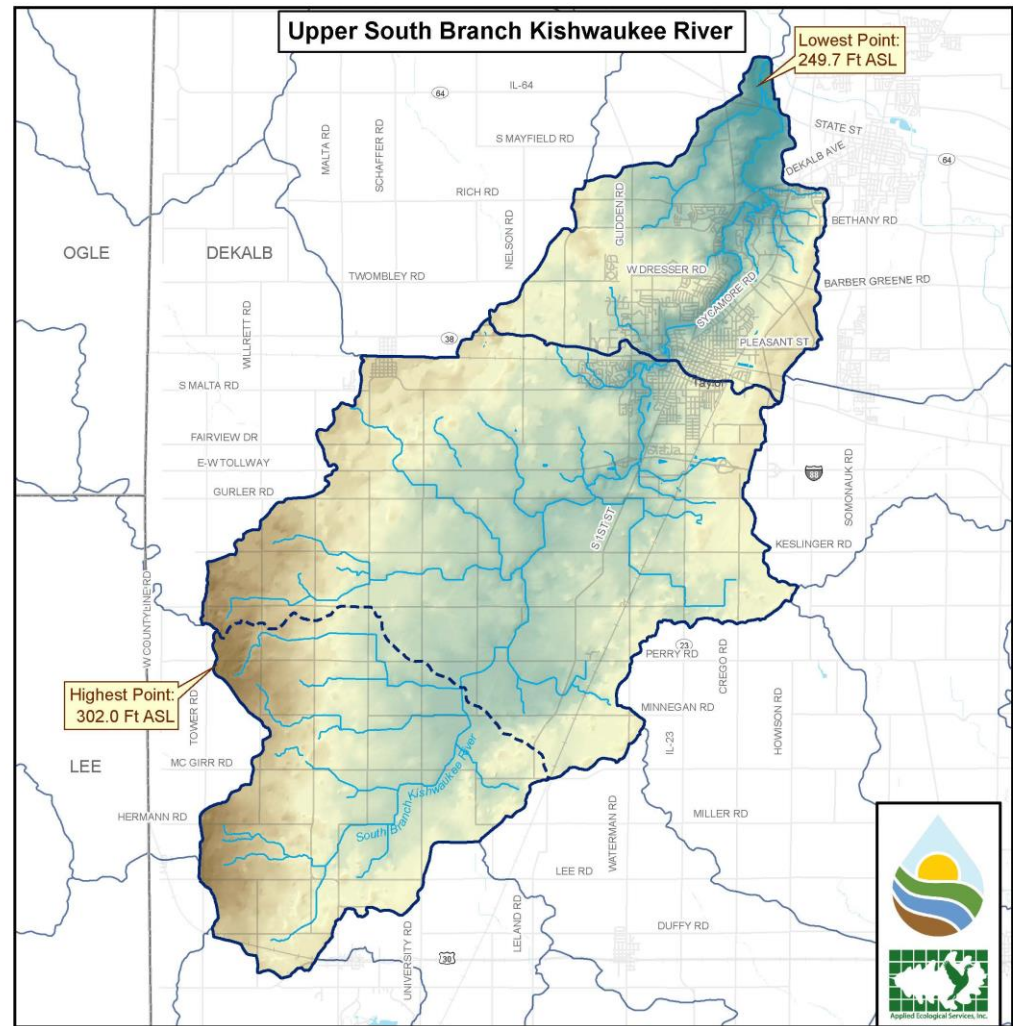 Upper South Branch Kishwaukee River
Lowest Point:
249.7 Ft ASL
IL-64
64
STATE ST
S MAYFIELD RD
MALTA RD
SCHAFFER RD
DEKALB AVE
64
RICH RD
GLIDDEN RD
BETHANY RD
NELSON RD
OGLE
DEKALB
TWOMBLEY RD
W DRESSER RD
BARBER GREENE RD
SYCAMORE RD
WILLRETT RD
38
PLEASANT ST
S MALTA RD
Taylor
FAIRVIEW DR
E-W TOLLWAY
88
GURLER RD
SOMONAUK RD
S 1ST ST
KESLINGER RD
W COUNTYLINE RD
23
PERRY RD
CREGO RD
Highest Point:
302.0 Ft ASL
TOWER RD
MINNEGAN RD
IL-23
HOWISON RD
LEE
MC GIRR RD
South Branch Kishwaukee River
HERMANN RD
MILLER RD
WATERMAN RD
LEE RD
LELAND RD
UNIVERSITY RD
DUFFY RD
30
Applied Ecological Services, Inc.